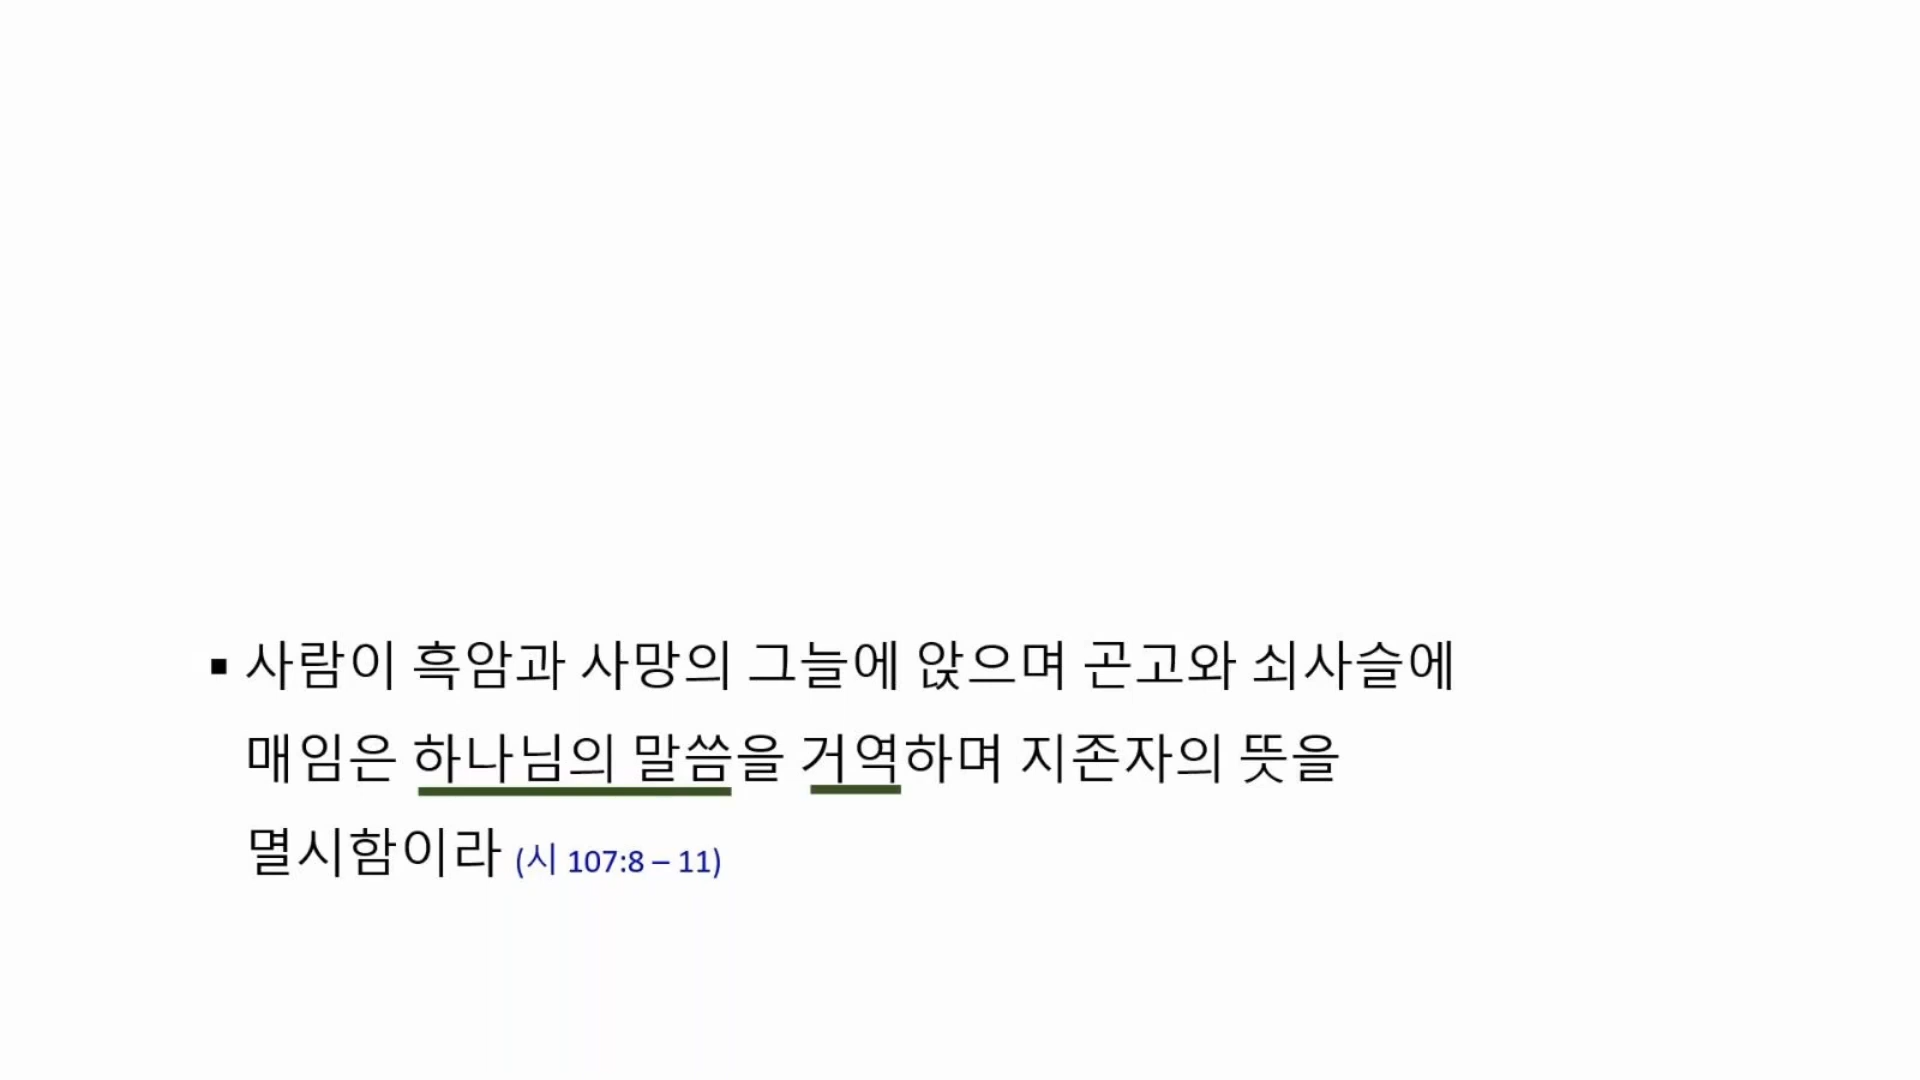 ▪ 사람이 흑암과 사망의 그늘에 앉으며 곤고와 쇠사슬에
매임은 하나님의 말씀을 거역하며 지존자의 뜻을
멸시함이라 (시 107:8 – 11)